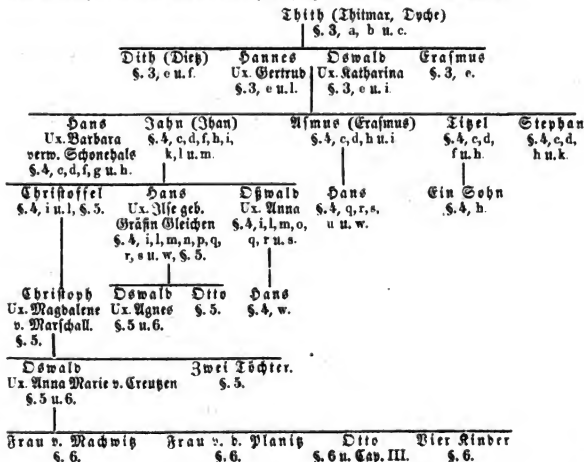 Thith (Thitmar, Dyche)
§. 3, a, b u. c.
Dith (Dietz) Hannes Oswald Erasmus
§. 3, e u. f. Ux. Gertrud Ux. Katharina §. 3, e.
§. 3, e u. l. §. 3, e u. i.
Hans Jahn (Jhan) Asmus (Erasmus) Titzel Stephan
Ux. Barbara §. 4, c, d, f, h, i, §. 4, c, d, h u. i §. 4, c, d, §. 4, c, d,
verw. Schonehals k, l u. m. f u. h. h u. k.
§. 4, c, d, f, g u. h.
Christoffel Hans Oßwald Hans Ein Sohn
§. 4, i u. l, §. 5. Ux. Ilse geb. Ux. Anna §. 4, q, r, s, §. 4, h.
Gräfin Gleichen §. 4, i, l, m, o, u u. w.
§. 4, i, l, m, n, p, q, q, r u. s.
r, s u. w, §. 5.
Christoph Oswald Otto Hans
Ux. Magdalene Ux. Agnes §. 5. §. 4, w.
v. Marschall. §. 5 u. 6.
§. 5.
Oswald Zwei Töchter.
Ux. Anna Marie v. Creutzen §. 5.
§. 5 u. 6.
Frau v. Machwitz Frau v. d. Planitz Otto Vier Kinder
§. 6. §. 6. §. 6 u. Cap. III. §. 6.